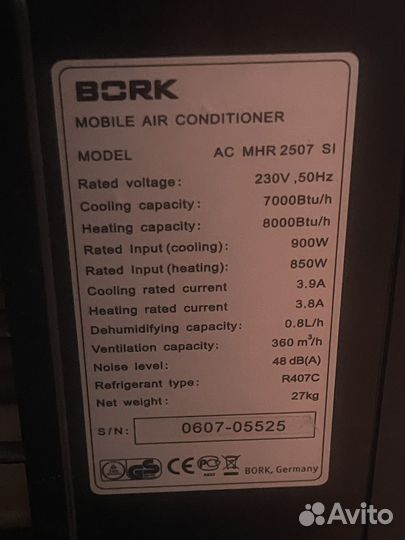 BORK
MOBILE AIR CONDITIONER
MODEL AC MHR 2507 SI
Rated voltage: 230V ,50Hz
Cooling capacity: 7000Btu/h
Heating capacity: 8000Btu/h
Rated Input (cooling): 900W
Rated Input (heating): 850W
Cooling rated current 3.9A
Heating rated current 3.8A
Dehumidifying capacity: 0.8L/h
Ventilation capacity: 360 m³/h
Noise level: 48 dB(A)
Refrigerant type: R407C
Net weight: 27kg
S/N: 0607-05525
GS CE BORK, Germany
Avito